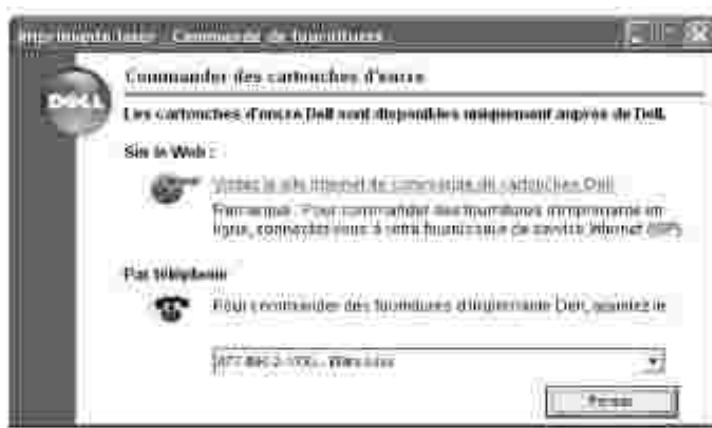 Imprimante laser - Commande de fournitures
DELL
Commander des cartouches d'encre
Les cartouches d'encre Dell sont disponibles uniquement auprès de Dell.
Sur le Web :
Visitez le site Internet de commande de cartouches Dell
Remarque : Pour commander des fournitures d'imprimante en
ligne, connectez-vous à votre fournisseur de service Internet (ISP).
Par téléphone
Pour commander des fournitures d'imprimante Dell, appelez le
Fermer